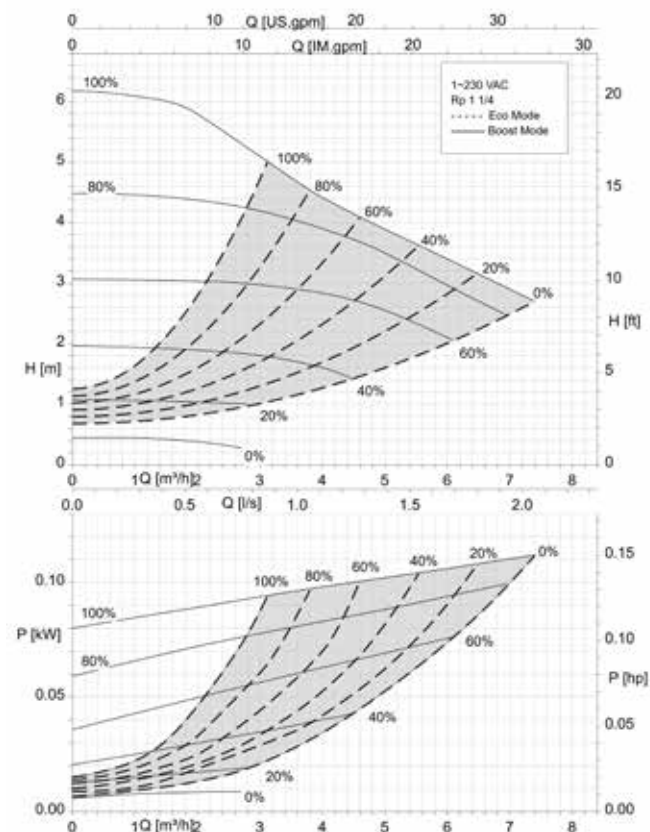 0 10 Q [US.gpm] 20 30
0 10 Q [IM.gpm] 20 30
1~230 VAC
Rp 1 1/4
Eco Mode
Boost Mode
100%
6
20
5
100%
80%
80%
15
60%
4
40%
20%
3
10
0%
H [ft]
2
60%
H [m]
40%
5
1
20%
0%
0
0
0 1 Q [m³/h] 2 3 4 5 6 7 8
0.0 0.5 Q [l/s] 1.0 1.5 2.0
100% 80% 60% 40% 20% 0%
0.15
0.10
100%
P [kW]
60%
0.10
80%
P [hp]
0.05
40%
0.05
20%
0%
0.00
0.00
0 1 Q [m³/h] 2 3 4 5 6 7 8